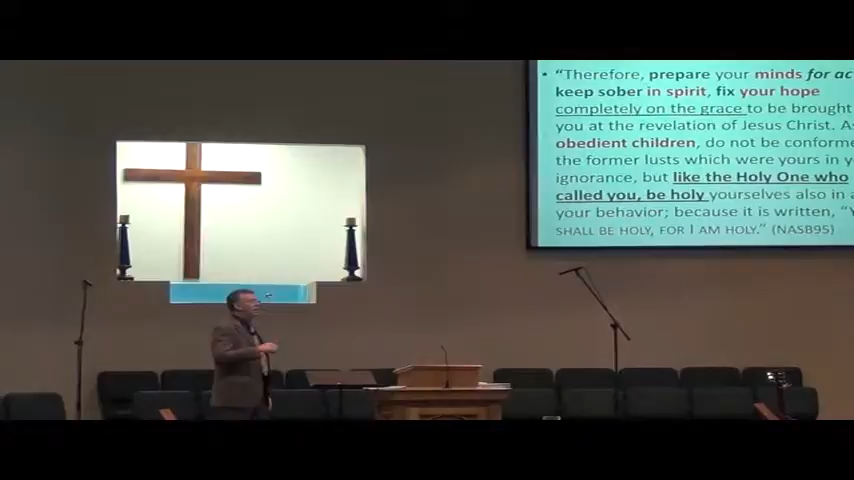 • "Therefore, prepare your minds for ac
keep sober in spirit, fix your hope
completely on the grace to be brought
you at the revelation of Jesus Christ. As
obedient children, do not be conforme
the former lusts which were yours in y
ignorance, but like the Holy One who
called you, be holy yourselves also in a
your behavior; because it is written, "Y
SHALL BE HOLY, FOR I AM HOLY." (NASB95)